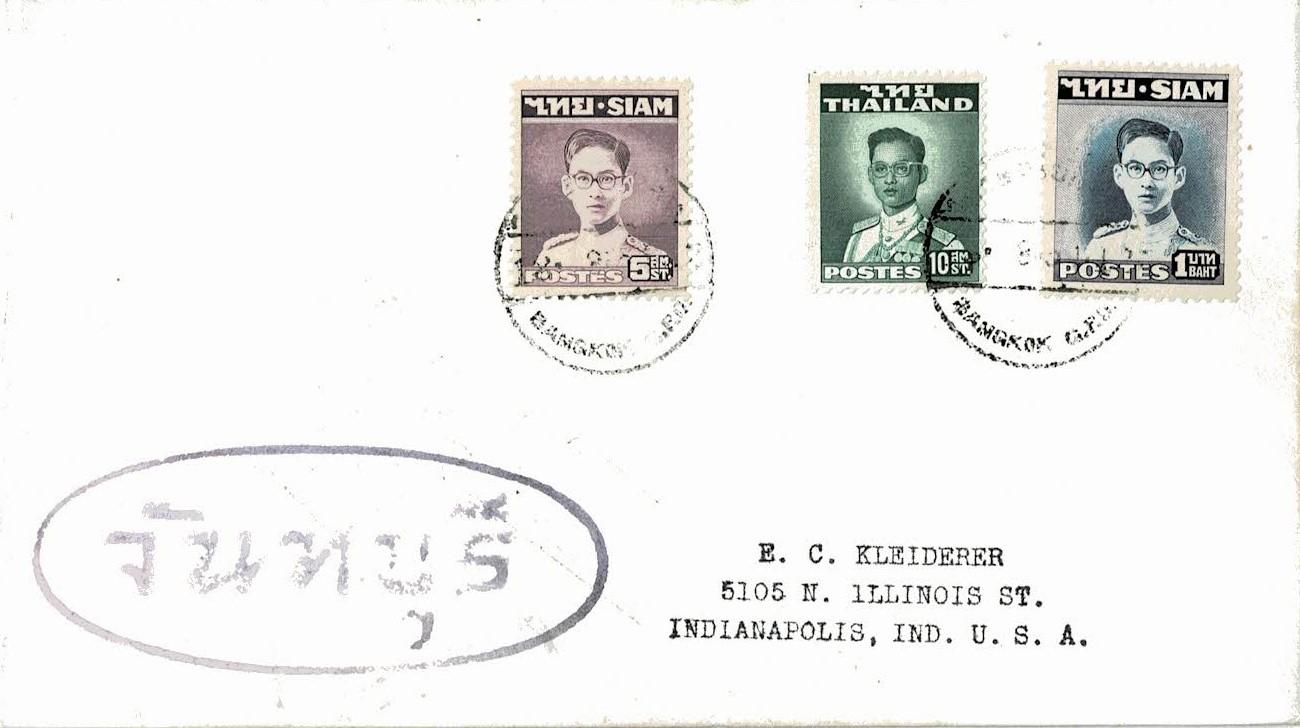 ไทย·SIAM
POSTES 5 สต. ST.
ไทย
THAILAND
POSTES 10 สต. ST.
ไทย·SIAM
POSTES 1 บาท BAHT
BANGKOK G.P.O.
BANGKOK G.P.O.
จันทบุรี
E. C. KLEIDERER
5105 N. ILLINOIS ST.
INDIANAPOLIS, IND. U. S. A.